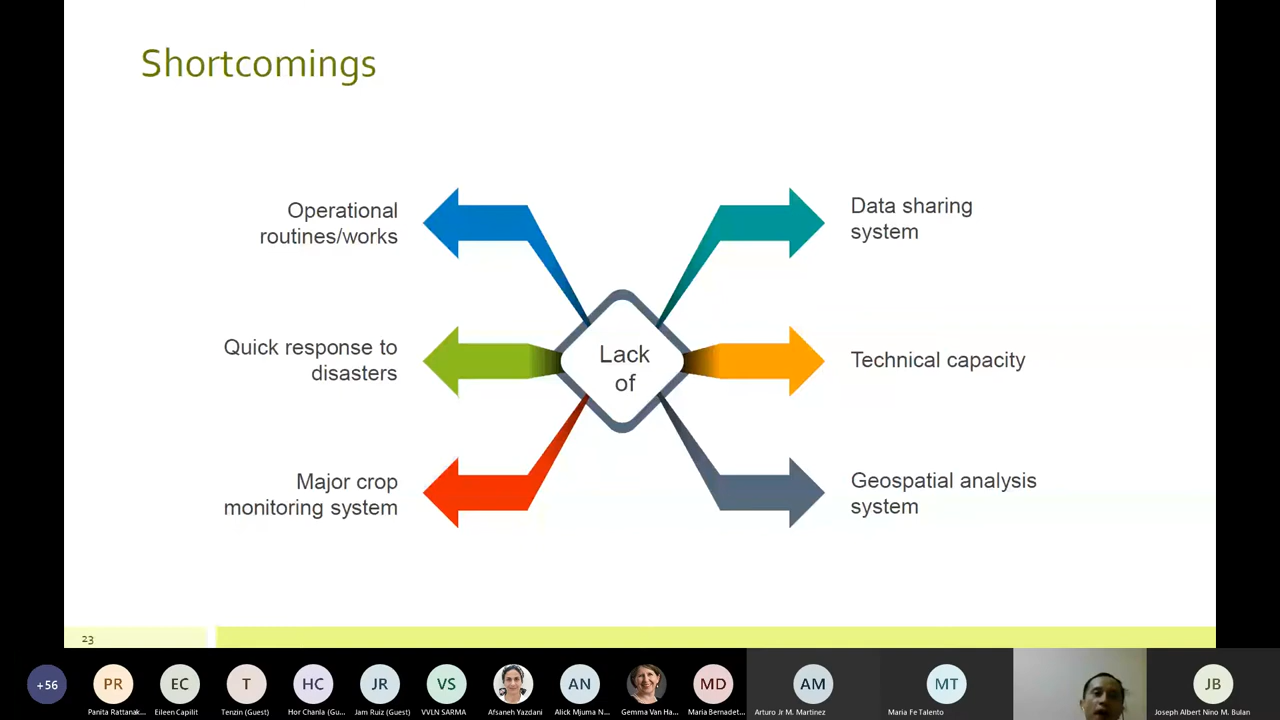 Shortcomings
Operational
routines/works
Data sharing
system
Lack
of
Quick response to
disasters
Technical capacity
Major crop
monitoring system
Geospatial analysis
system
23
+56
PR
EC
T
HC
JR
VS
AN
MD
AM
MT
JB
Panita Rattanak...
Eileen Capilit
Tenzin (Guest)
Hor Chanla (Gu...
Jam Ruiz (Guest)
VVLN SARMA
Afsaneh Yazdani
Alick Mjuma N...
Gemma Van Ha...
Maria Bernadet...
Arturo Jr M. Martinez
Maria Fe Talento
Joseph Albert Nino M. Bulan